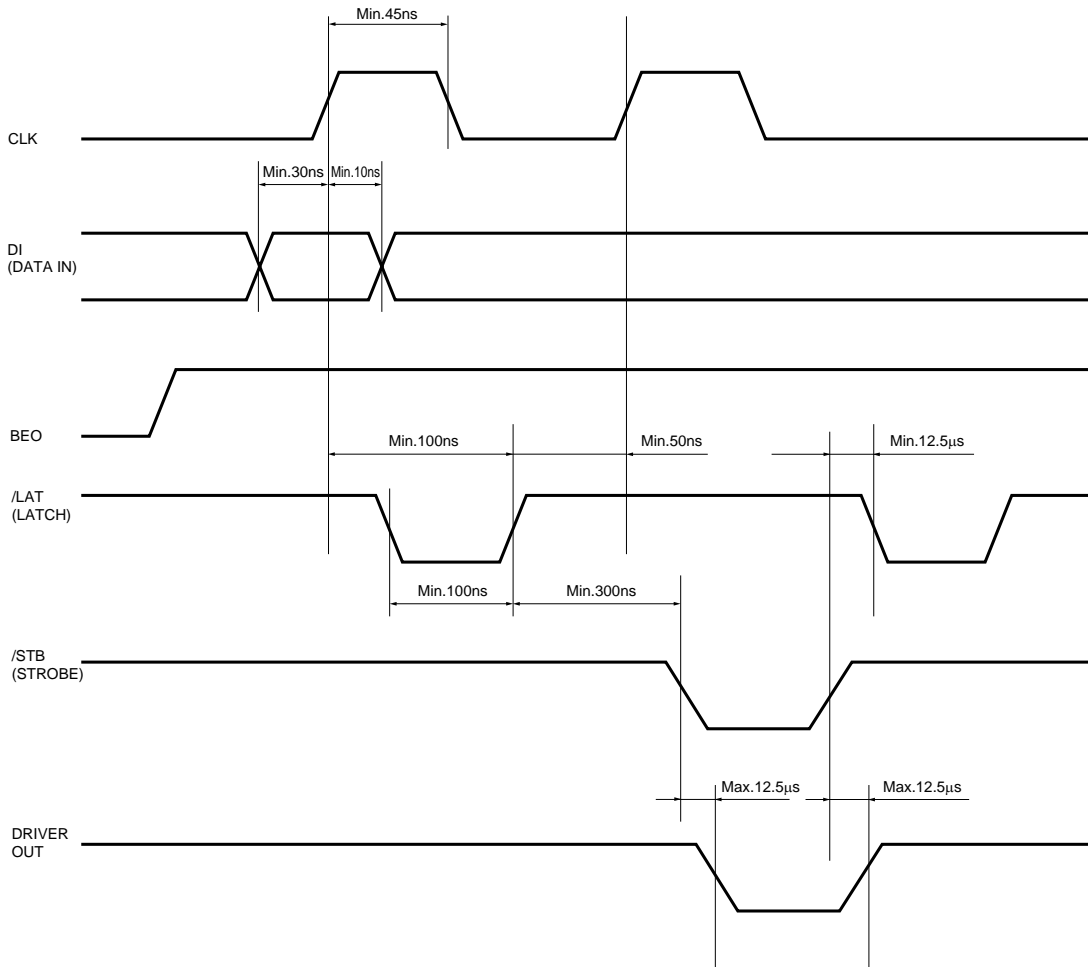 Min.45ns
CLK
Min.30ns
Min.10ns
DI
(DATA IN)
BEO
Min.100ns
Min.50ns
Min.12.5μs
/LAT
(LATCH)
Min.100ns
Min.300ns
/STB
(STROBE)
Max.12.5μs
Max.12.5μs
DRIVER
OUT